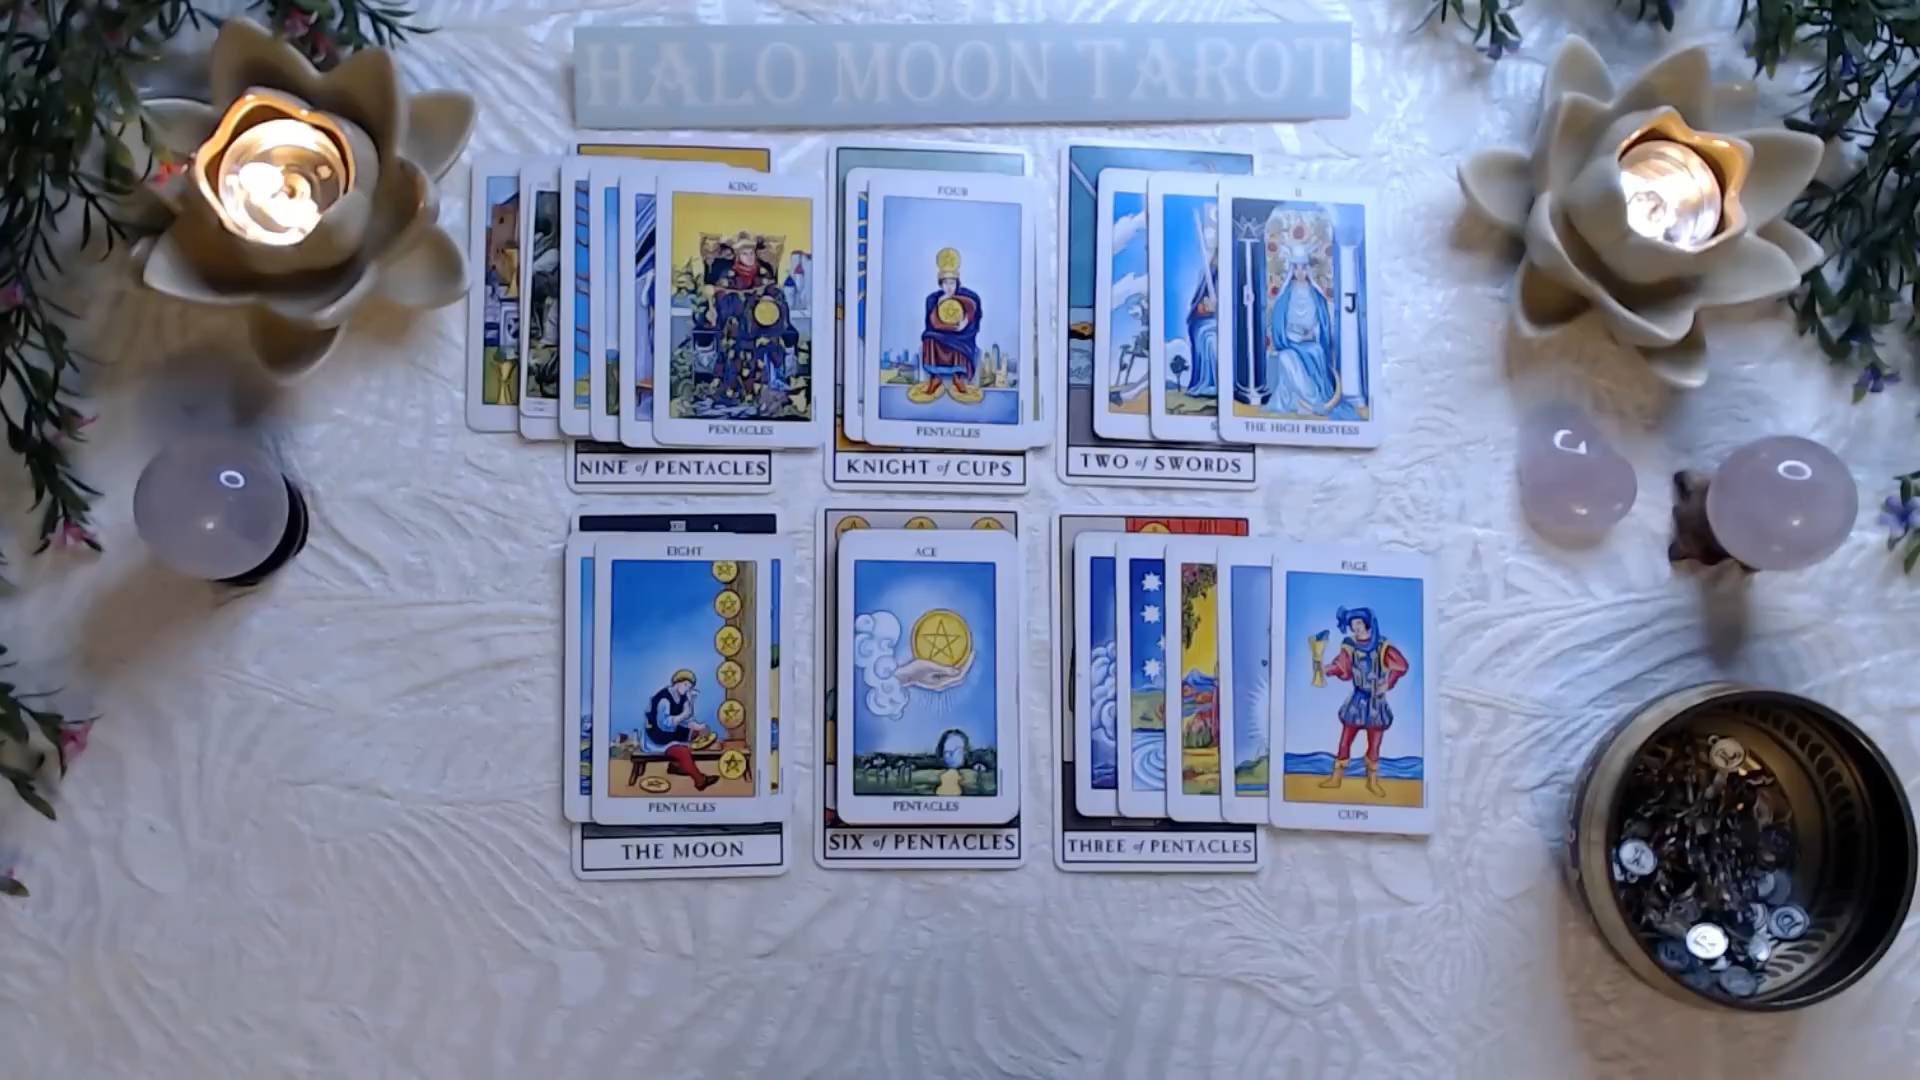 HALO MOON TAROT
KING
PENTACLES
NINE of PENTACLES
FOUR
PENTACLES
KNIGHT of CUPS
II
J
THE HIGH PRIESTESS
TWO of SWORDS
EIGHT
PENTACLES
THE MOON
ACE
PENTACLES
SIX of PENTACLES
PAGE
CUPS
THREE of PENTACLES